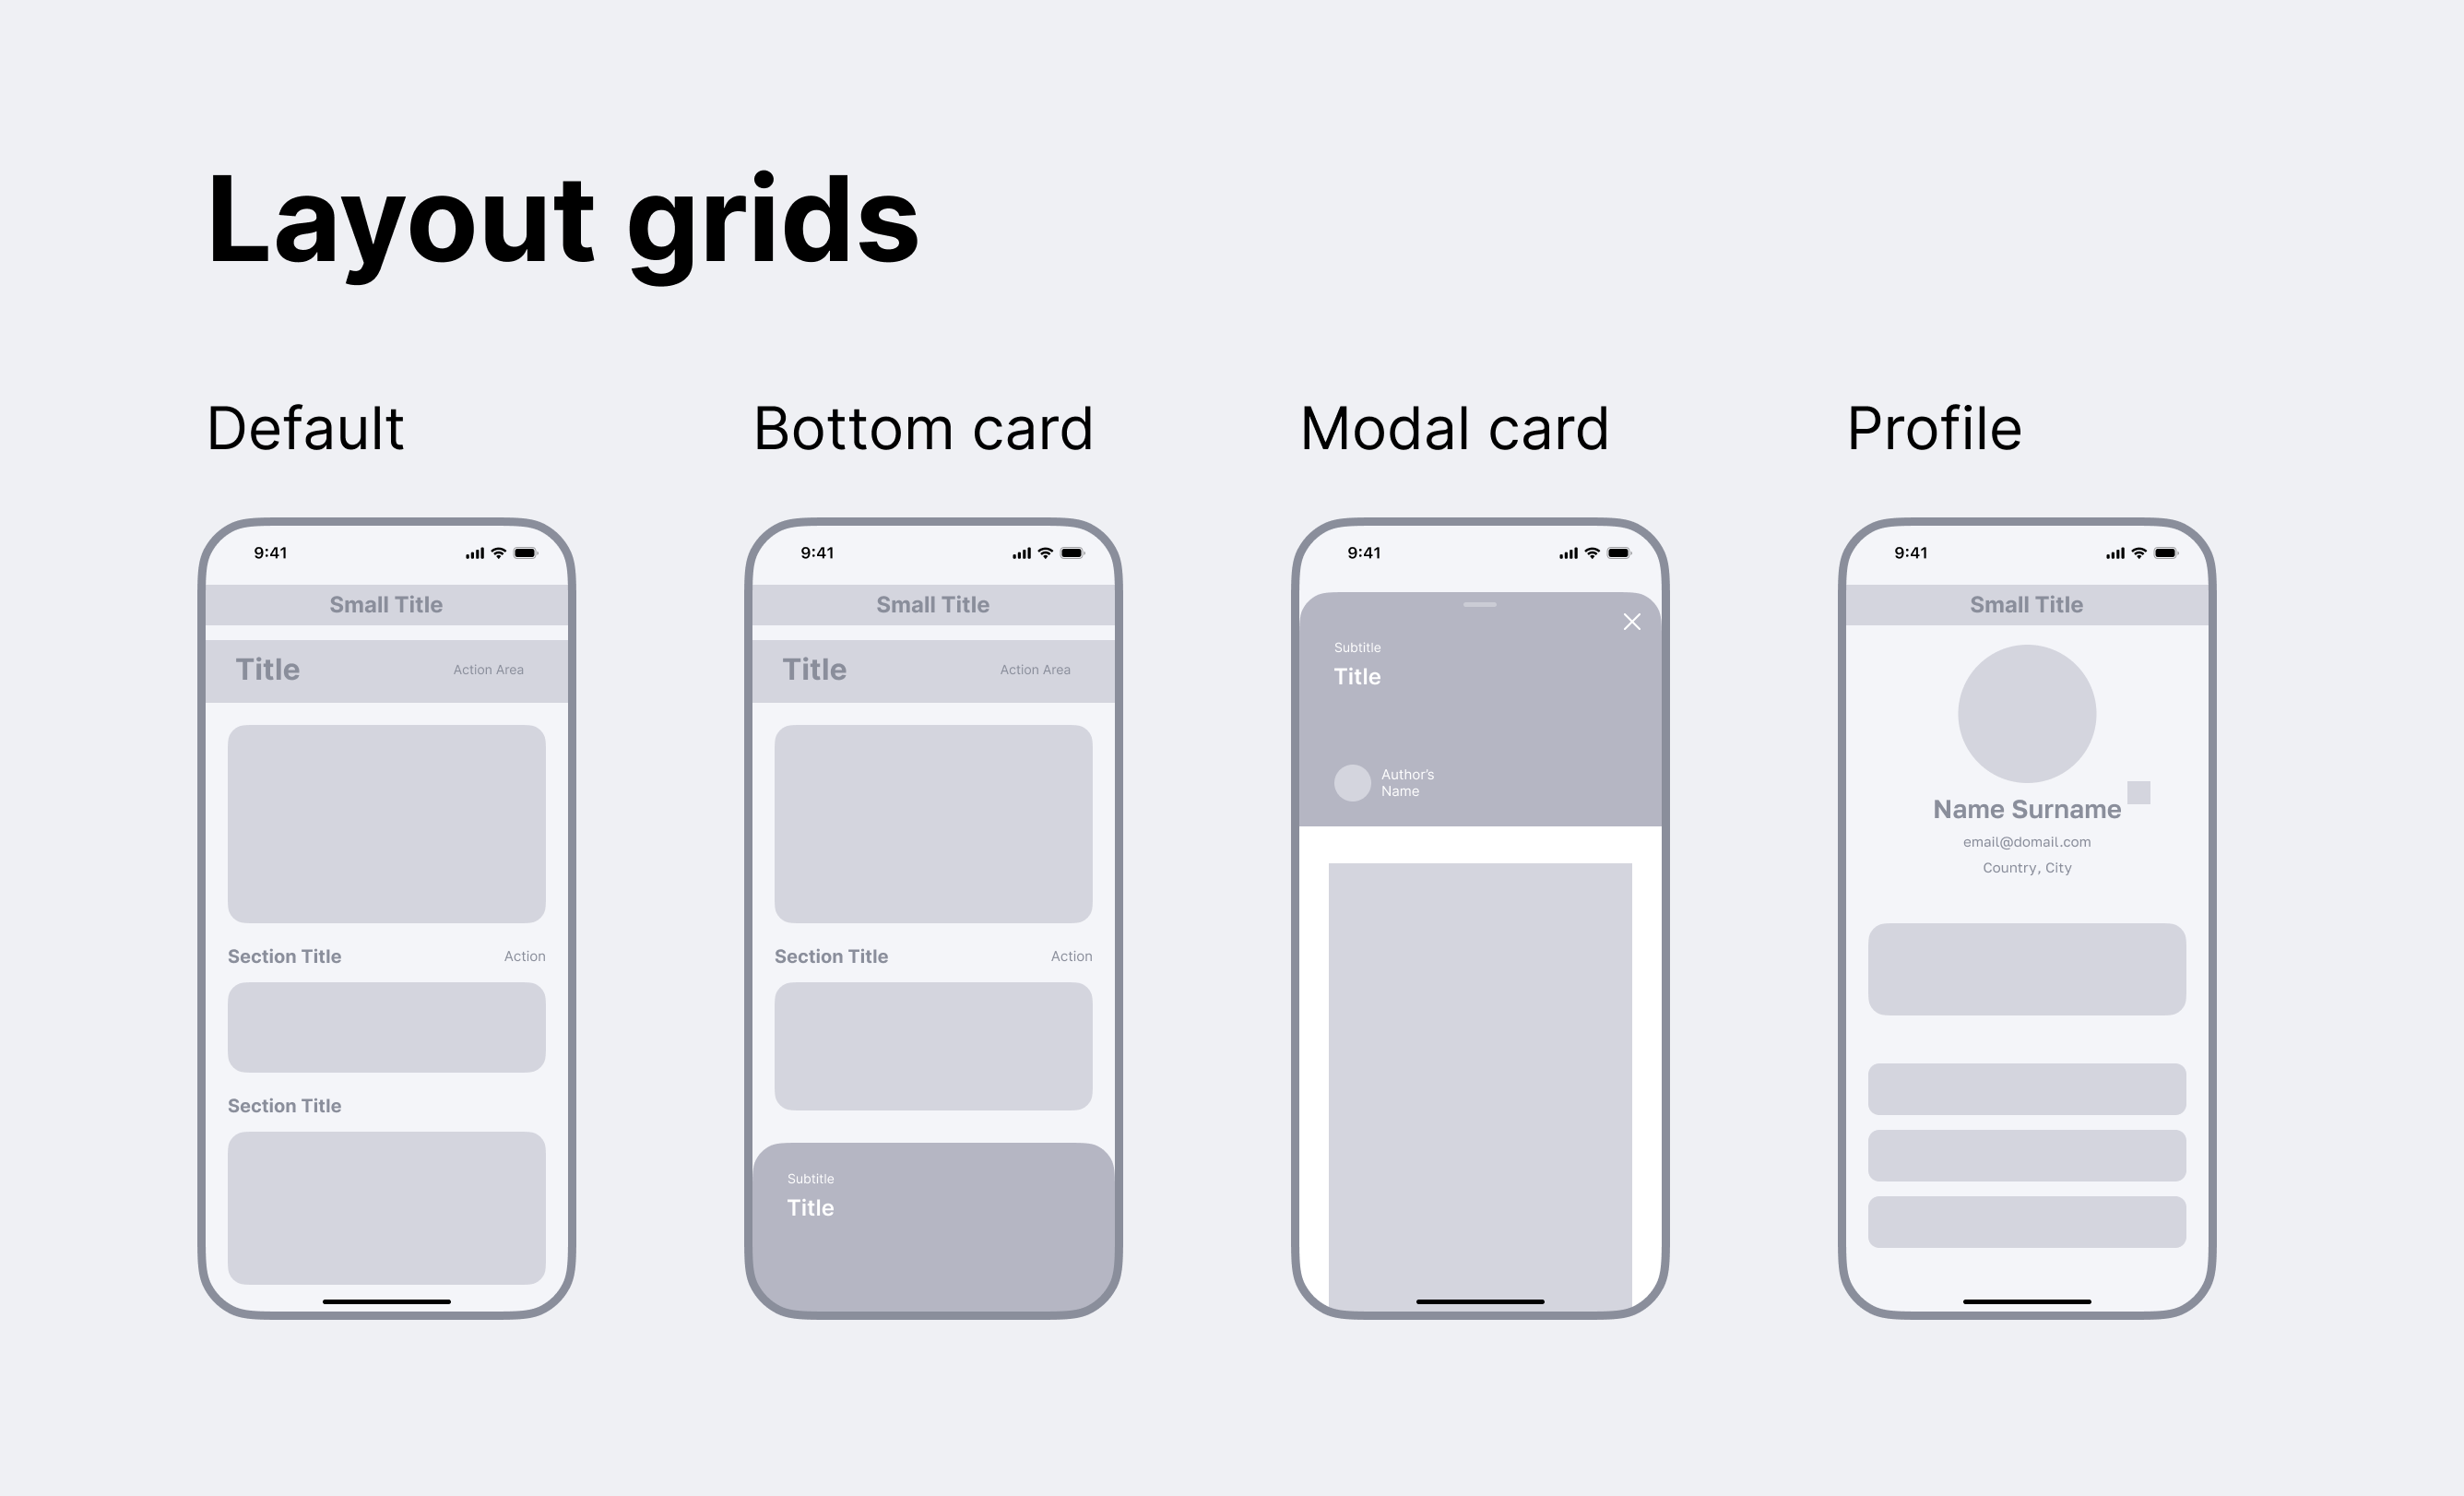 Layout grids
Default
9:41
Small Title
Title
Action Area
Section Title
Action
Section Title
Bottom card
9:41
Small Title
Title
Action Area
Section Title
Action
Subtitle
Title
Modal card
9:41
Subtitle
Title
Author's
Name
Profile
9:41
Small Title
Name Surname
email@domail.com
Country, City